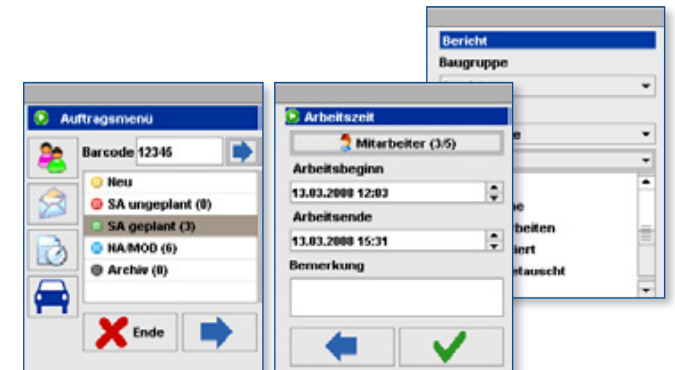 Auftragsmenü
Barcode 12345
Neu
SA ungeplant (0)
SA geplant (3)
NA/MOD (6)
Archiv (0)
Ende
Arbeitszeit
Mitarbeiter (3/5)
Arbeitsbeginn
13.03.2008 12:03
Arbeitsende
13.03.2008 15:31
Bemerkung
Bericht
Baugruppe